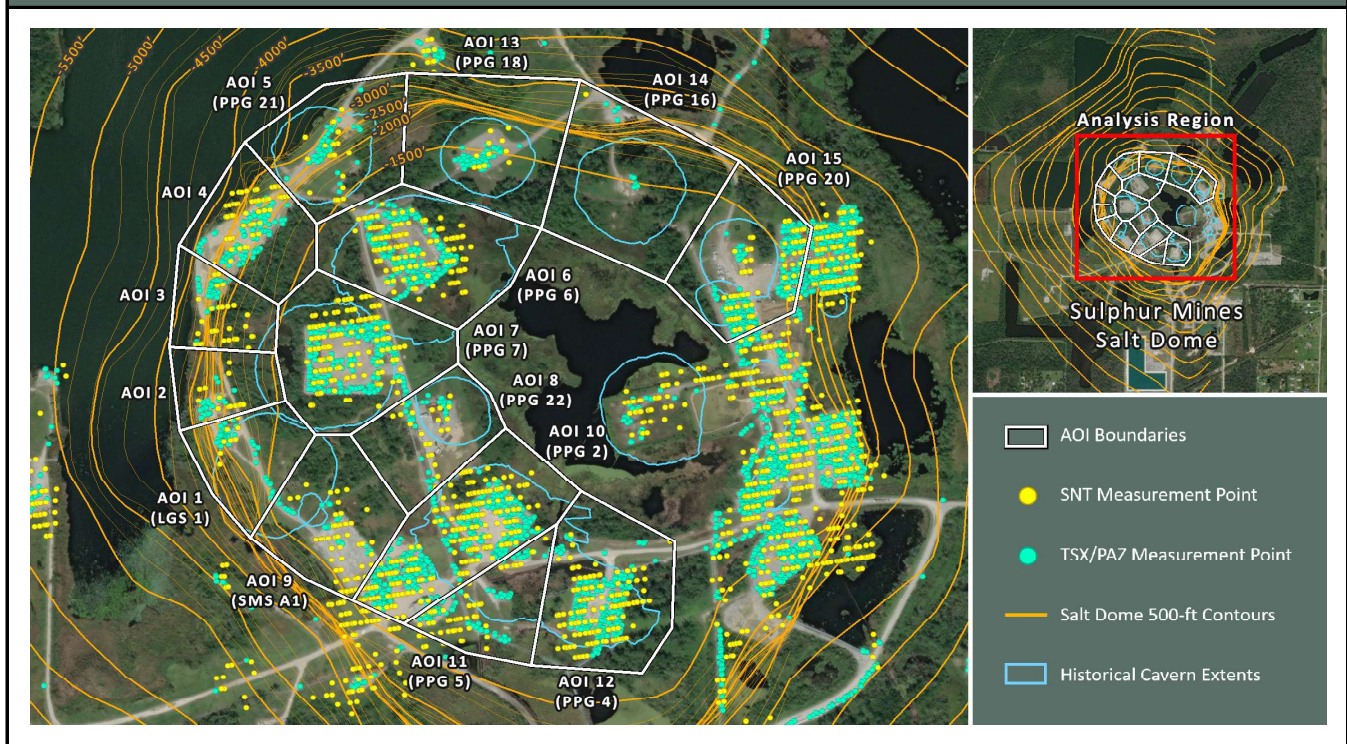 -5500'
-5000'
-4500'
-4000'
-3500'
-3000'
-2500'
-2000'
-1500'
AOI 13
(PPG 18)
AOI 5
(PPG 21)
AOI 14
(PPG 16)
AOI 15
(PPG 20)
AOI 4
AOI 3
AOI 6
(PPG 6)
AOI 7
(PPG 7)
AOI 2
AOI 8
(PPG 22)
AOI 10
(PPG 2)
AOI 1
(LGS 1)
AOI 9
(SMS A1)
AOI 11
(PPG 5)
AOI 12
(PPG 4)
Analysis Region
Sulphur Mines
Salt Dome
AOI Boundaries
SNT Measurement Point
TSX/PAZ Measurement Point
Salt Dome 500-ft Contours
Historical Cavern Extents